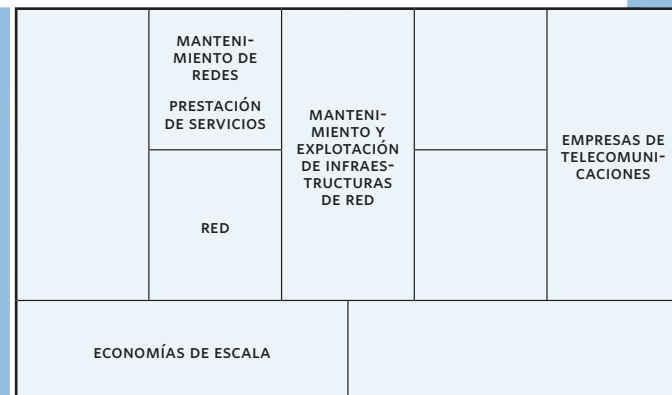 MANTENI-
MIENTO DE
REDES
PRESTACIÓN
DE SERVICIOS
RED
MANTENI-
MIENTO Y
EXPLOTACIÓN
DE INFRAES-
TRUCTURAS
DE RED
EMPRESAS DE
TELECOMUNI-
CACIONES
ECONOMÍAS DE ESCALA